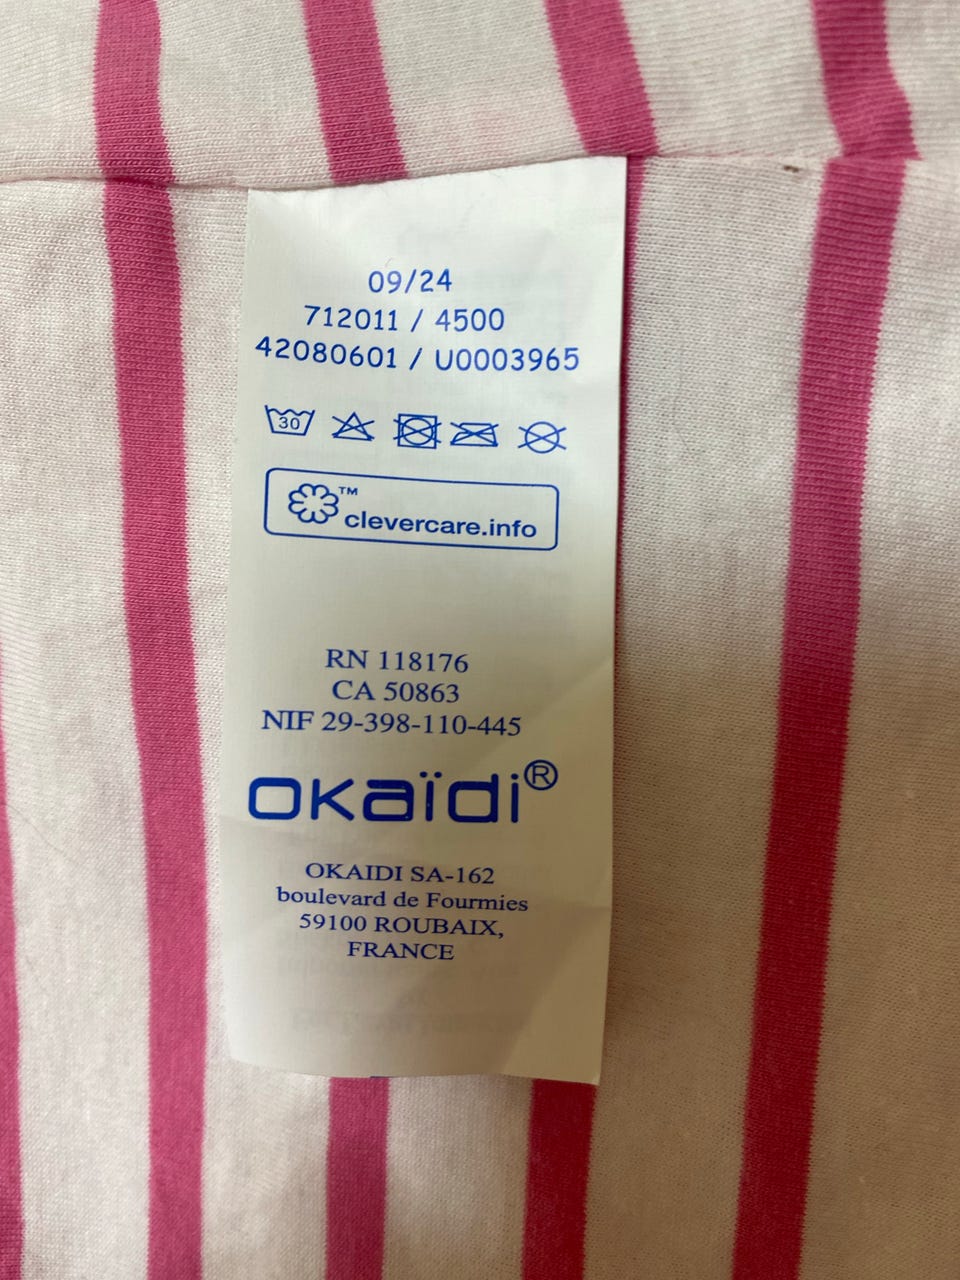 09/24
712011 / 4500
42080601 / U0003965
30
™
clevercare.info
RN 118176
CA 50863
NIF 29-398-110-445
OKAÏDI®
OKAIDI SA-162
boulevard de Fourmies
59100 ROUBAIX,
FRANCE